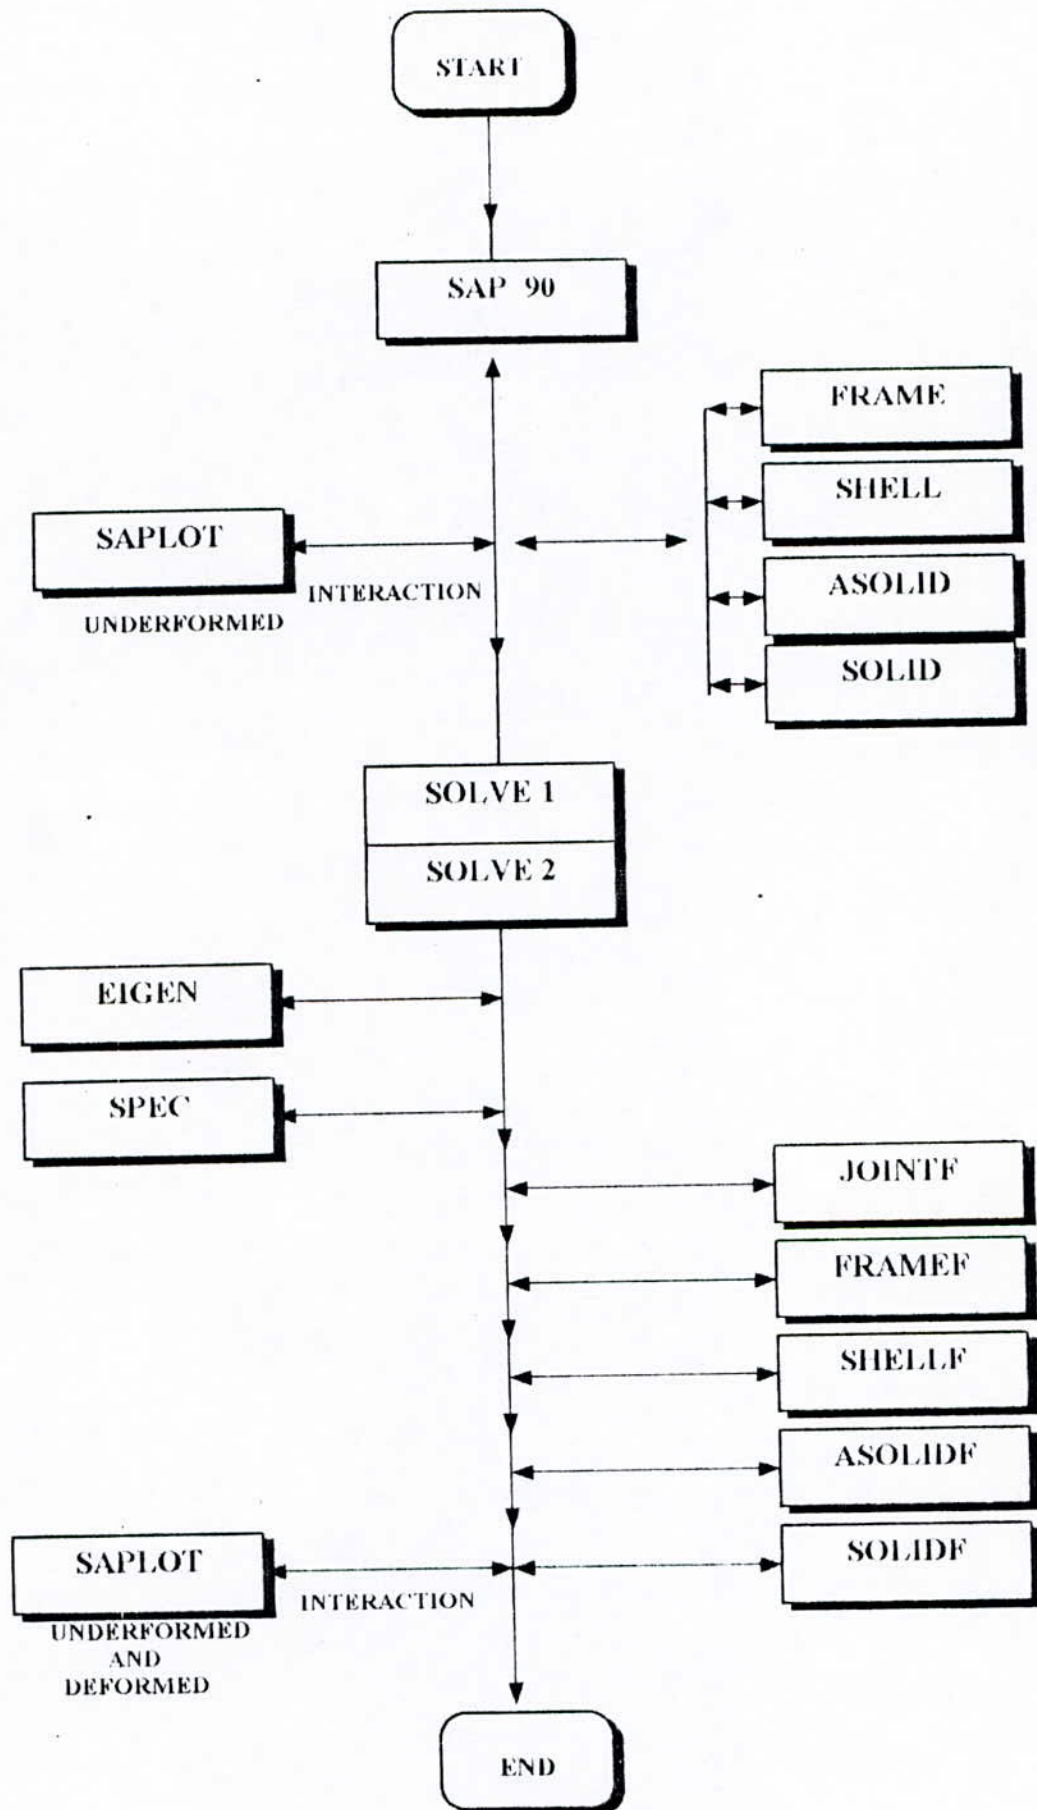 START
SAP 90
FRAME
SHELL
SAPLOT
INTERACTION
UNDERFORMED
ASOLID
SOLID
SOLVE 1
SOLVE 2
EIGEN
SPEC
JOINTF
FRAMEF
SHELLF
ASOLIDF
SAPLOT
SOLIDF
INTERACTION
UNDERFORMED
AND
DEFORMED
END